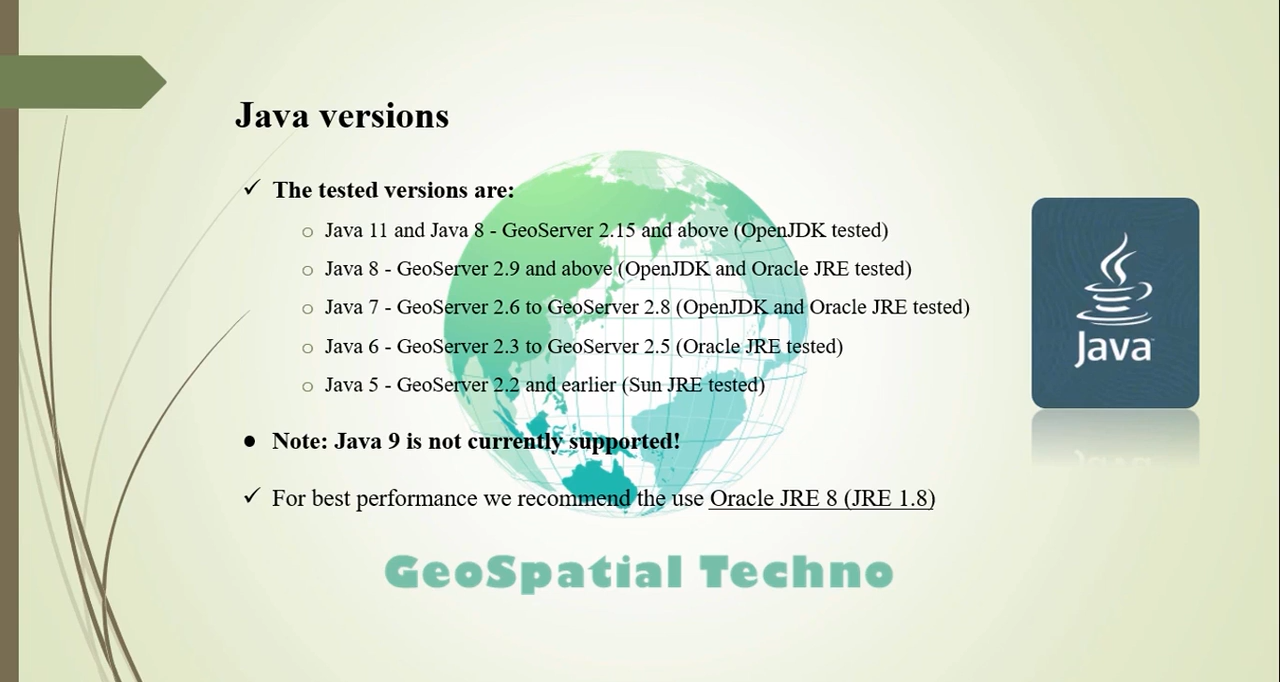 Java versions
✓ The tested versions are:
o Java 11 and Java 8 - GeoServer 2.15 and above (OpenJDK tested)
o Java 8 - GeoServer 2.9 and above (OpenJDK and Oracle JRE tested)
o Java 7 - GeoServer 2.6 to GeoServer 2.8 (OpenJDK and Oracle JRE tested)
o Java 6 - GeoServer 2.3 to GeoServer 2.5 (Oracle JRE tested)
o Java 5 - GeoServer 2.2 and earlier (Sun JRE tested)
● Note: Java 9 is not currently supported!
✓ For best performance we recommend the use Oracle JRE 8 (JRE 1.8)
Java
GeoSpatial Techno